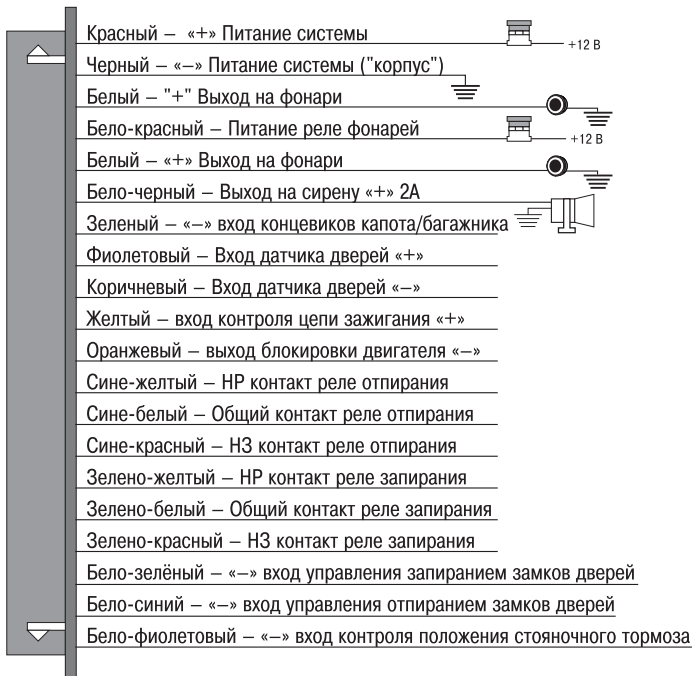 Красный – «+» Питание системы
+12 В
Черный – «–» Питание системы ("корпус")
Белый – "+" Выход на фонари
Бело-красный – Питание реле фонарей
+12 В
Белый – «+» Выход на фонари
Бело-черный – Выход на сирену «+» 2А
Зеленый – «–» вход концевиков капота/багажника
Фиолетовый – Вход датчика дверей «+»
Коричневый – Вход датчика дверей «–»
Желтый – вход контроля цепи зажигания «+»
Оранжевый – выход блокировки двигателя «–»
Сине-желтый – НР контакт реле отпирания
Сине-белый – Общий контакт реле отпирания
Сине-красный – НЗ контакт реле отпирания
Зелено-желтый – НР контакт реле запирания
Зелено-белый – Общий контакт реле запирания
Зелено-красный – НЗ контакт реле запирания
Бело-зелёный – «–» вход управления запиранием замков дверей
Бело-синий – «–» вход управления отпиранием замков дверей
Бело-фиолетовый – «–» вход контроля положения стояночного тормоза